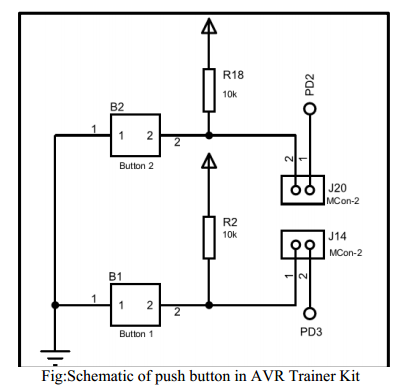 R18
10k
PD2
B2
1
1 2
2
Button 2
2
1
J20
MCon-2
R2
10k
J14
MCon-2
B1
1
1 2
2
Button 1
1
2
PD3
Fig:Schematic of push button in AVR Trainer Kit